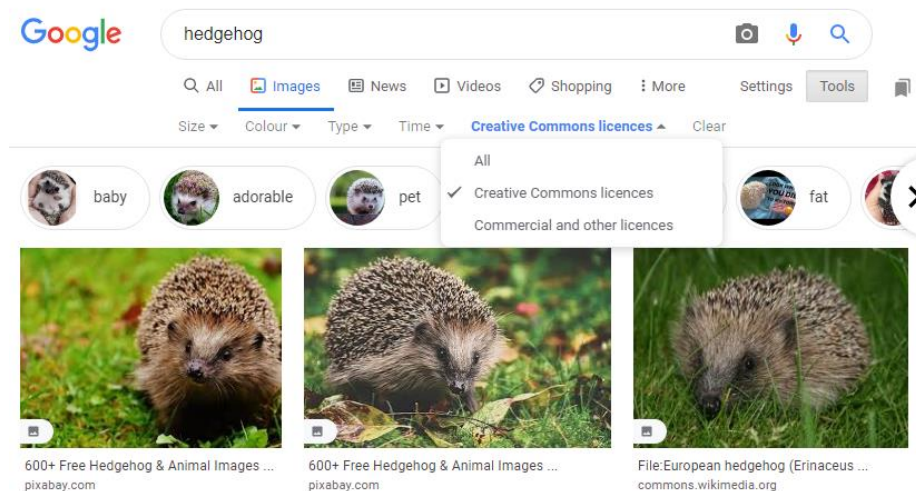 Google
hedgehog
All Images News Videos Shopping More Settings Tools
Size Colour Type Time Creative Commons licences Clear
All
Creative Commons licences
Commercial and other licences
baby adorable pet fat
600+ Free Hedgehog & Animal Images ...
pixabay.com
600+ Free Hedgehog & Animal Images ...
pixabay.com
File:European hedgehog (Erinaceus ...
commons.wikimedia.org